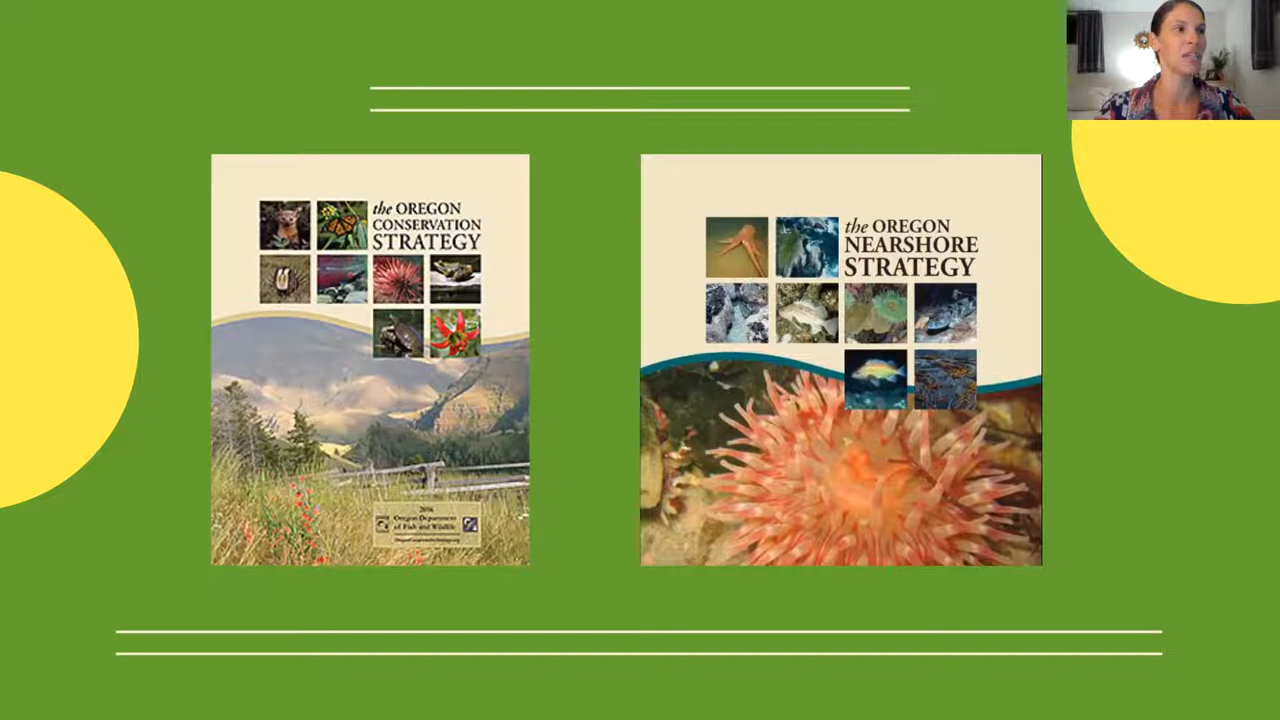 the OREGON
CONSERVATION
STRATEGY
2016
Oregon Department
of Fish and Wildlife
the OREGON
NEARSHORE
STRATEGY